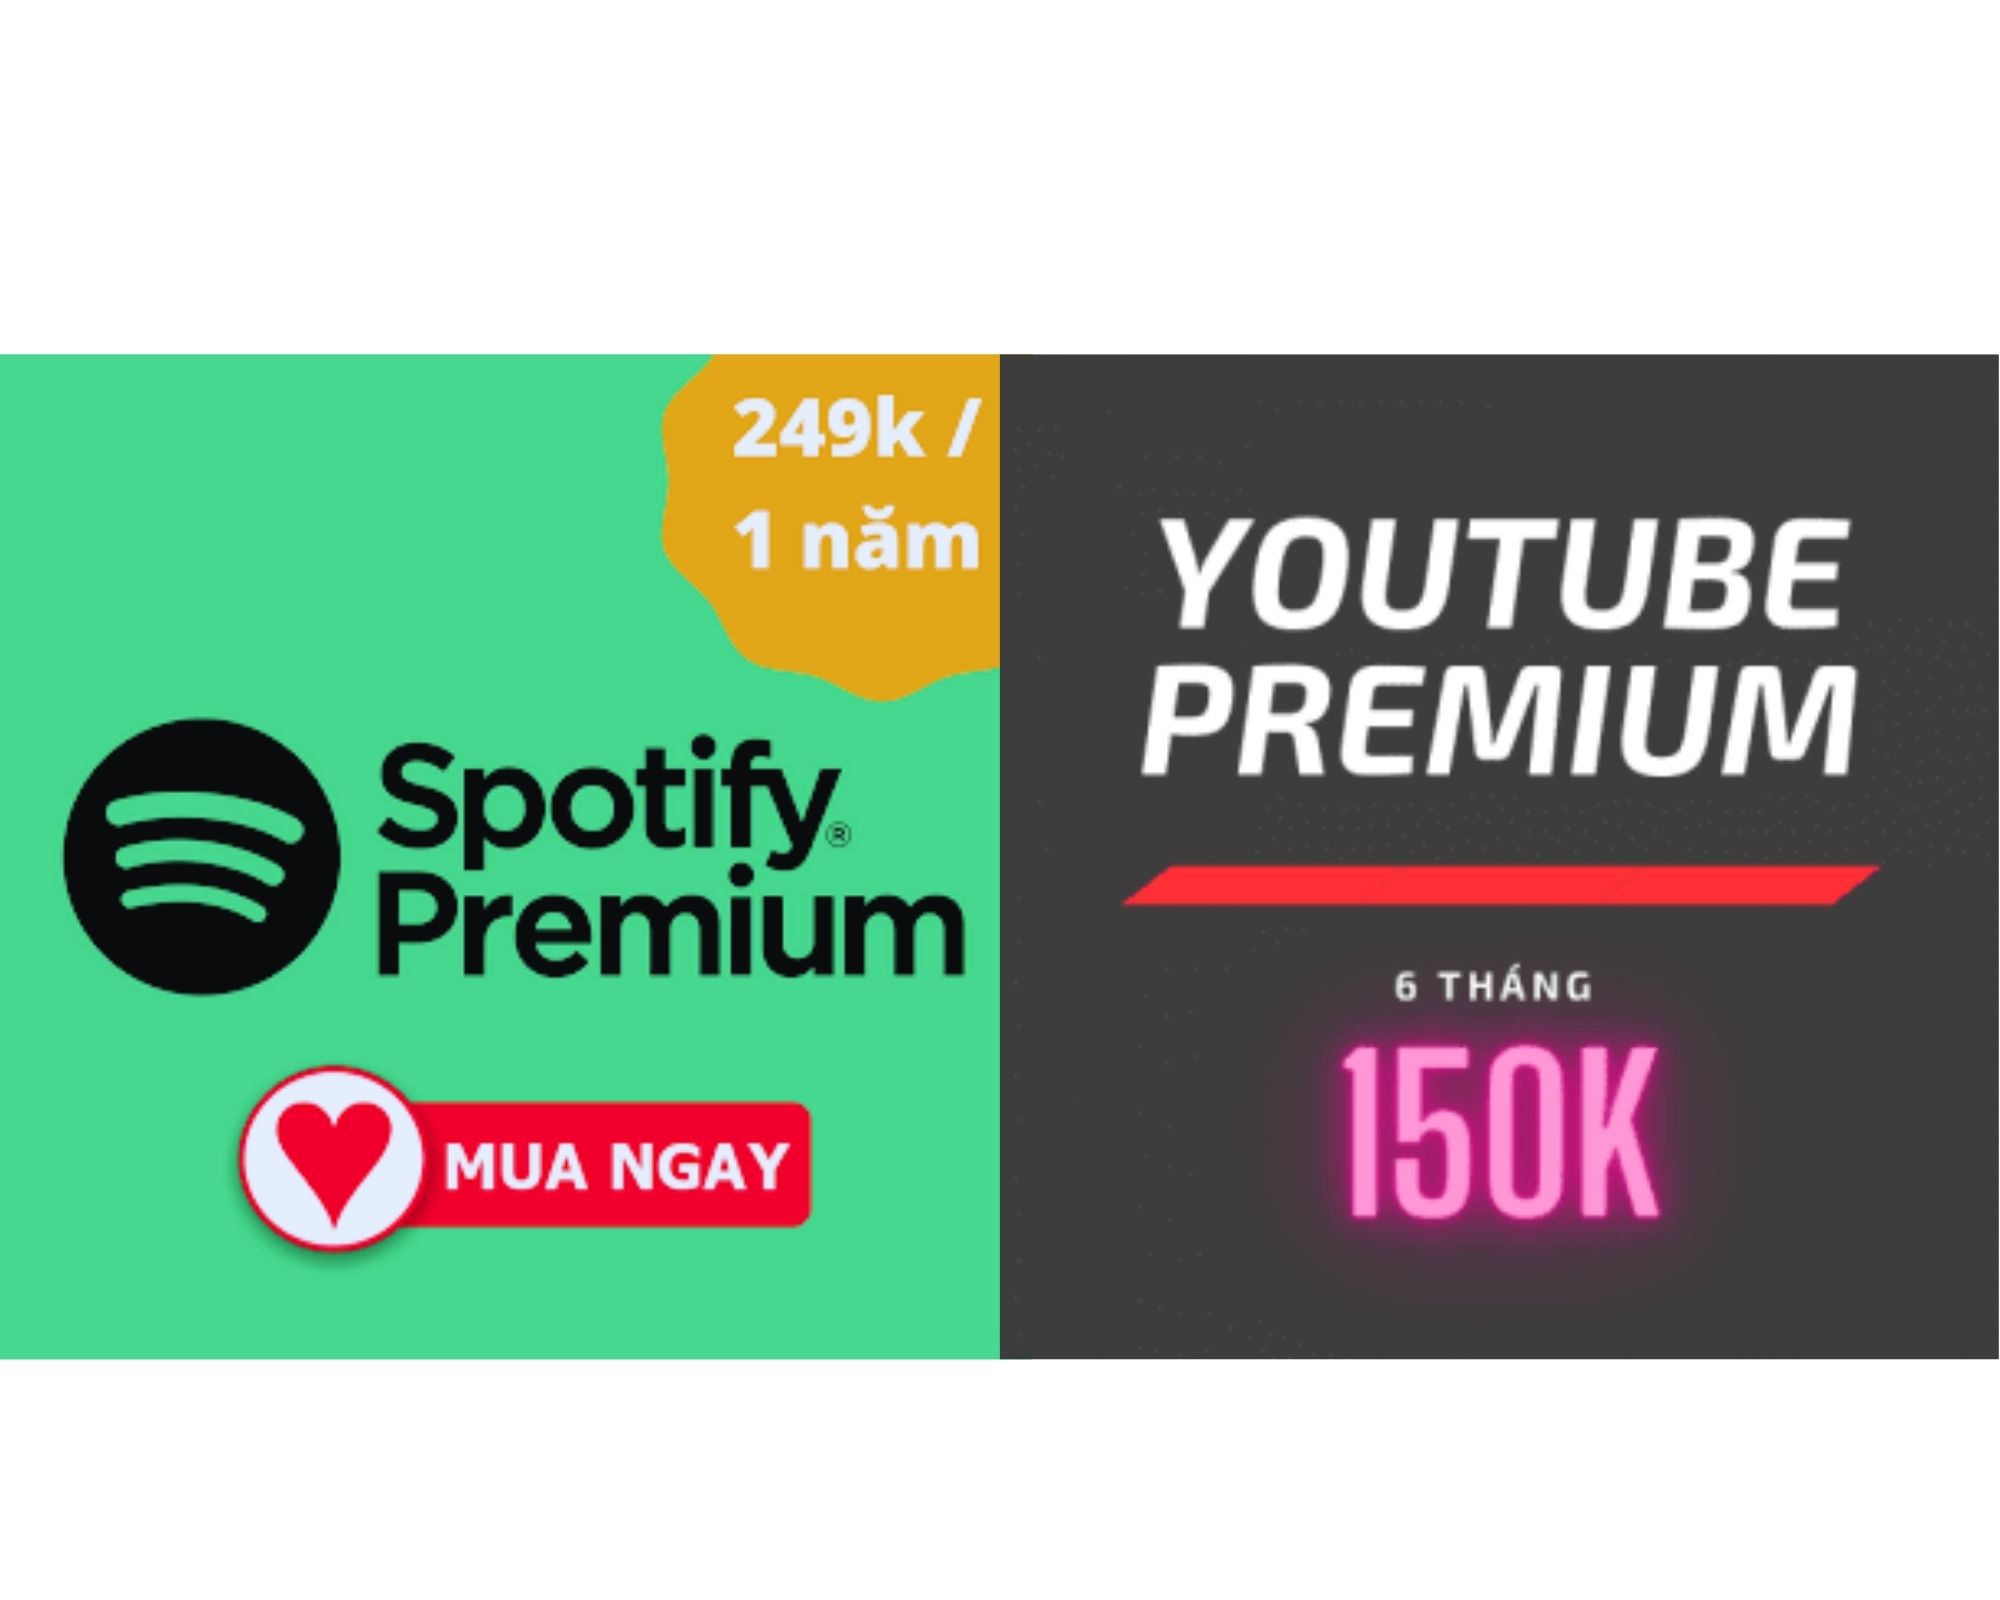 249k /
1 năm
Spotify®
Premium
MUA NGAY
YOUTUBE
PREMIUM
6 THÁNG
150K